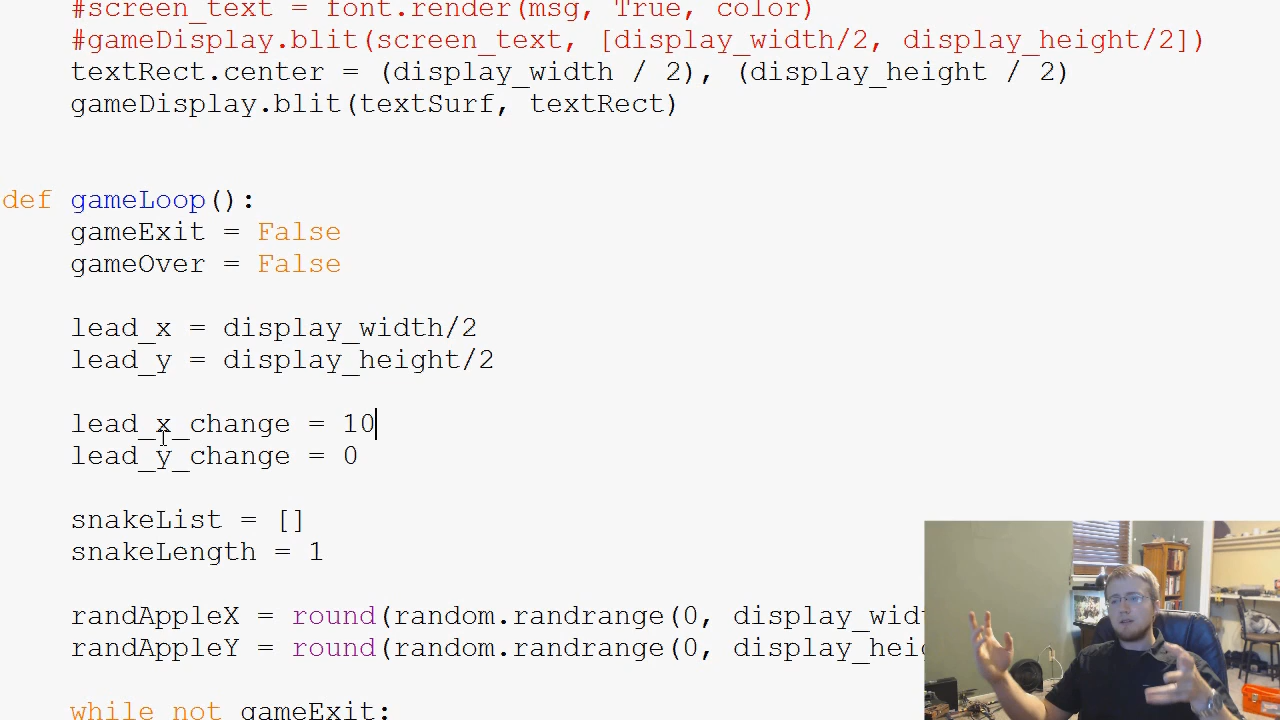 #screen_text = font.render(msg, True, color)
#gameDisplay.blit(screen_text, [display_width/2, display_height/2])
textRect.center = (display_width / 2), (display_height / 2)
gameDisplay.blit(textSurf, textRect)
def gameLoop():
gameExit = False
gameOver = False
lead_x = display_width/2
lead_y = display_height/2
lead_x_change = 10
lead_y_change = 0
snakeList = []
snakeLength = 1
randAppleX = round(random.randrange(0, display_wid
randAppleY = round(random.randrange(0, display_hei
while not gameExit: